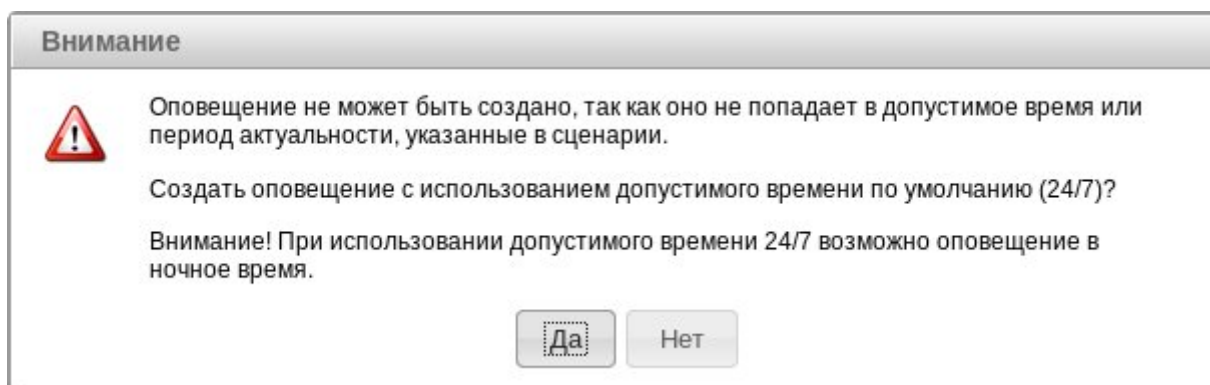 Внимание
Оповещение не может быть создано, так как оно не попадает в допустимое время или
период актуальности, указанные в сценарии.
Создать оповещение с использованием допустимого времени по умолчанию (24/7)?
Внимание! При использовании допустимого времени 24/7 возможно оповещение в
ночное время.
Да Нет